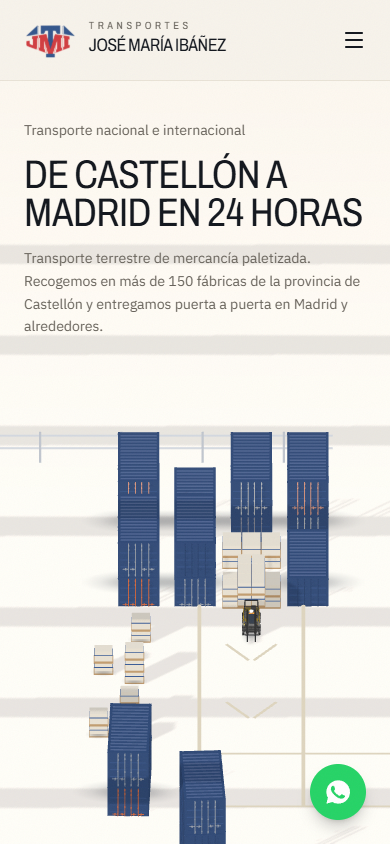 JMI
TRANSPORTES
JOSÉ MARÍA IBÁÑEZ
Transporte nacional e internacional
DE CASTELLÓN A
MADRID EN 24 HORAS
Transporte terrestre de mercancía paletizada.
Recogemos en más de 150 fábricas de la provincia de
Castellón y entregamos puerta a puerta en Madrid y
alrededores.